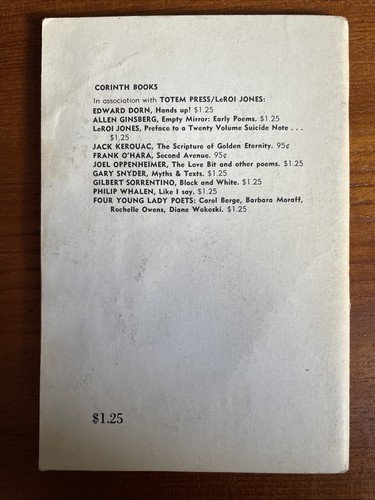 CORINTH BOOKS
In association with TOTEM PRESS/LeROI JONES:
EDWARD DORN, Hands up! $1.25
ALLEN GINSBERG, Empty Mirror: Early Poems. $1.25
LeROI JONES, Preface to a Twenty Volume Suicide Note . . .
$1.25
JACK KEROUAC, The Scripture of Golden Eternity. 95¢
FRANK O'HARA, Second Avenue. 95¢
JOEL OPPENHEIMER, The Love Bit and other poems. $1.25
GARY SNYDER, Myths & Texts. $1.25
GILBERT SORRENTINO, Black and White. $1.25
PHILIP WHALEN, Like I say. $1.25
FOUR YOUNG LADY POETS: Carol Berge, Barbara Moraff,
Rochelle Owens, Diane Wakoski. $1.25
$1.25